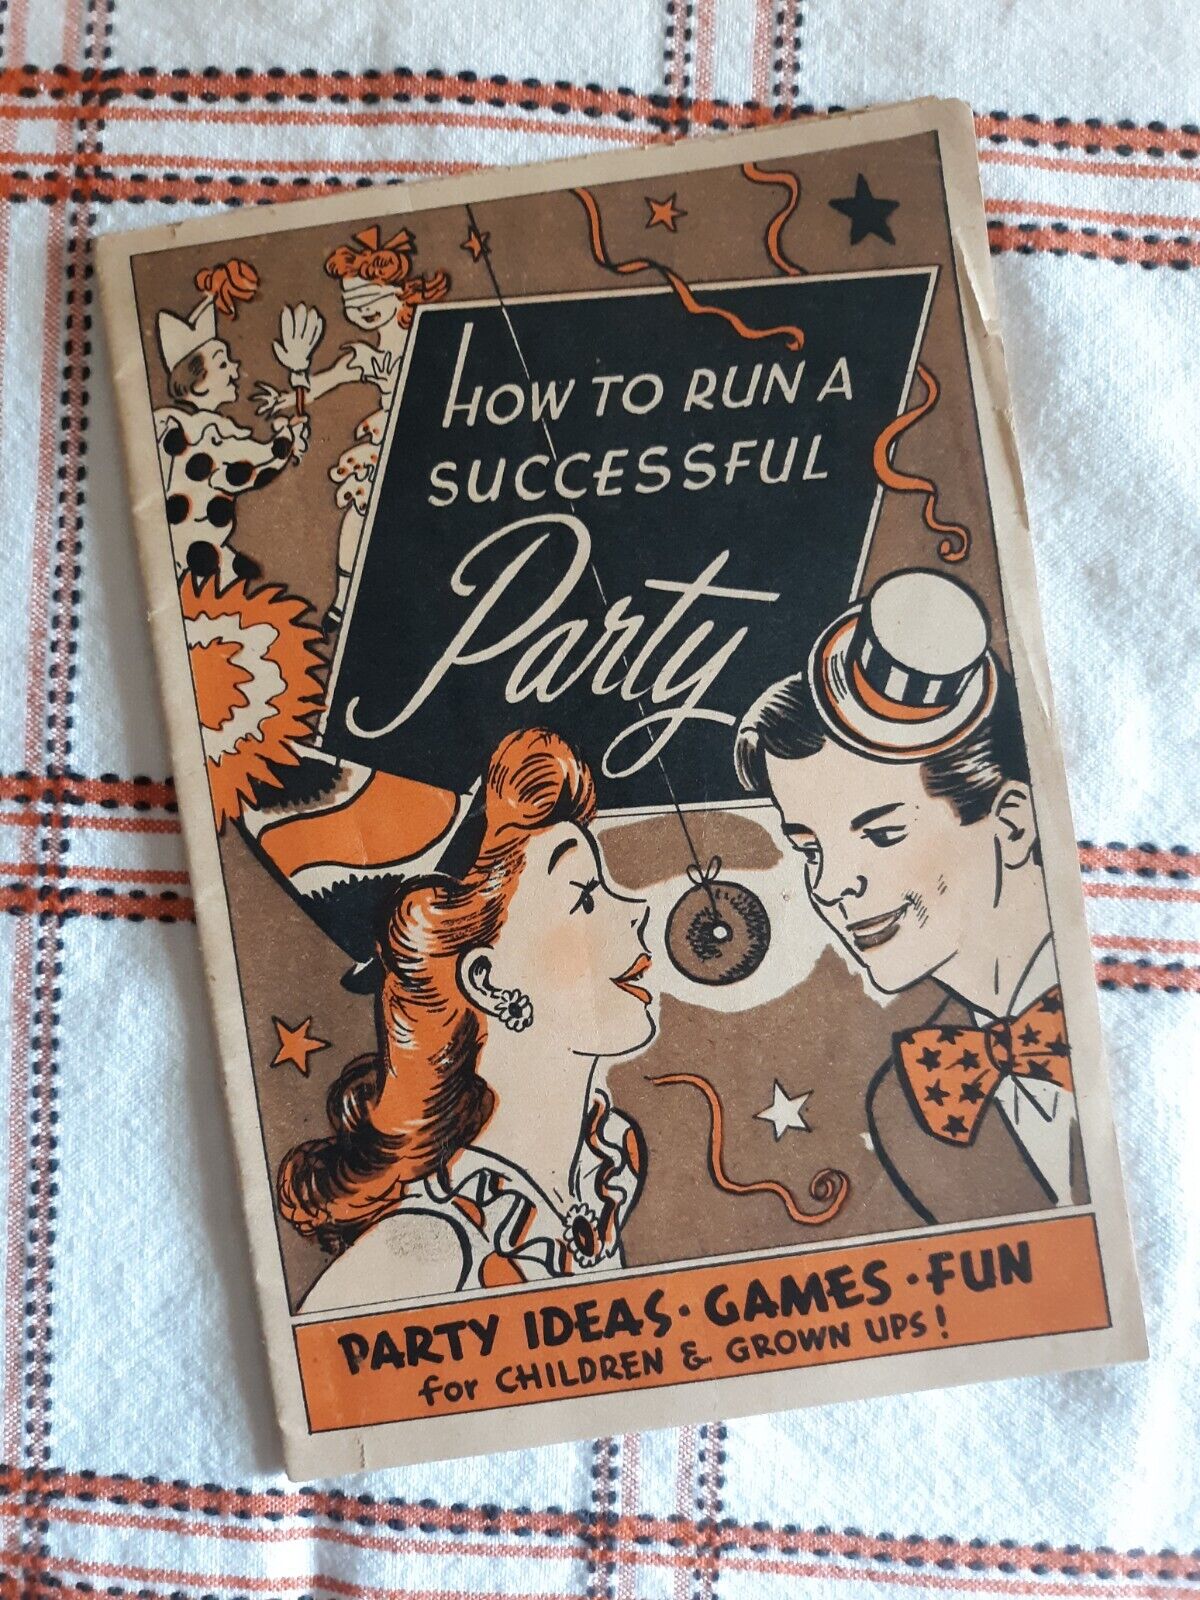 HOW TO RUN A
SUCCESSFUL
Party
PARTY IDEAS · GAMES · FUN
for CHILDREN & GROWN UPS!